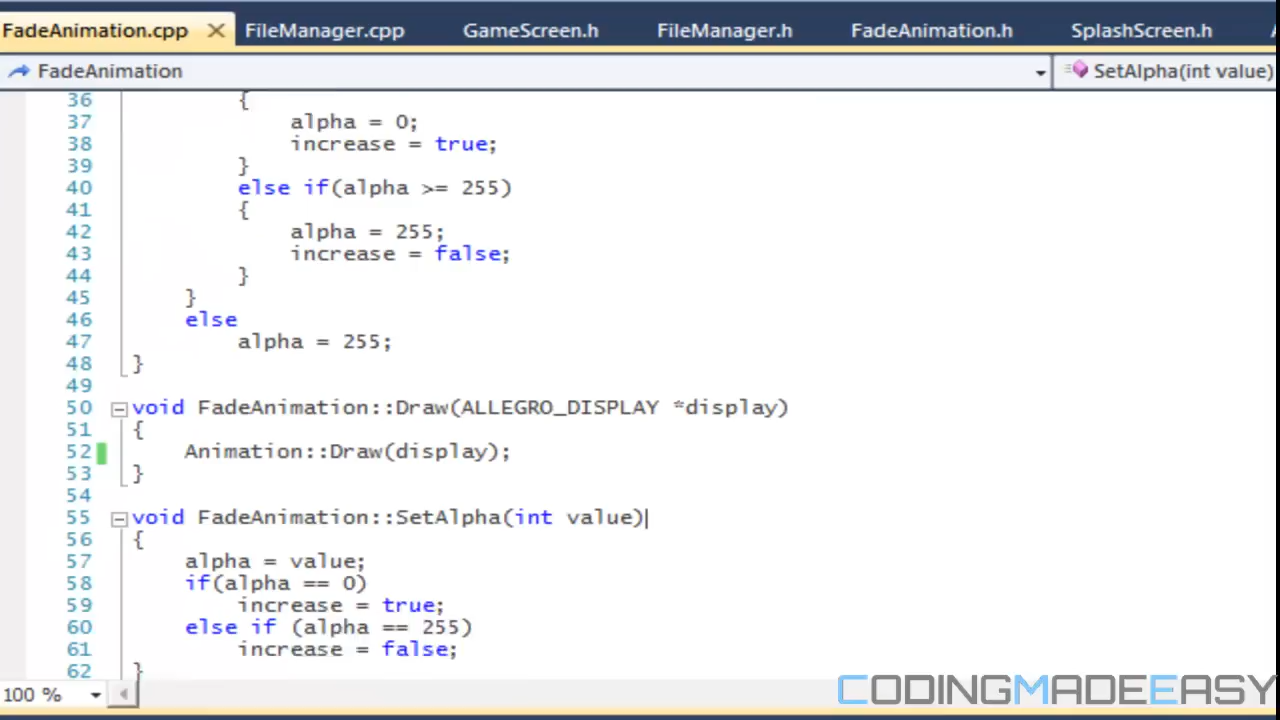 FadeAnimation.cpp FileManager.cpp GameScreen.h FileManager.h FadeAnimation.h SplashScreen.h
FadeAnimation SetAlpha(int value)
36 {
37 alpha = 0;
38 increase = true;
39 }
40 else if(alpha >= 255)
41 {
42 alpha = 255;
43 increase = false;
44 }
45 }
46 else
47 alpha = 255;
48 }
49
50 void FadeAnimation::Draw(ALLEGRO_DISPLAY *display)
51 {
52 Animation::Draw(display);
53 }
54
55 void FadeAnimation::SetAlpha(int value)
56 {
57 alpha = value;
58 if(alpha == 0)
59 increase = true;
60 else if (alpha == 255)
61 increase = false;
62 }
100 %
CODINGMADEEASY